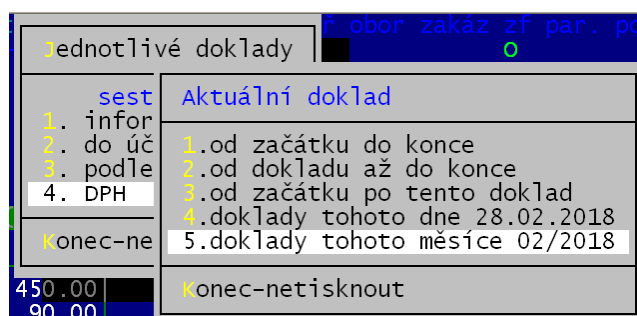 ř obor zakáz zf par. po
Jednotlivé doklady
O
sest
1. infor
2. do úč
3. podle
4. DPH
Konec-ne
Aktuální doklad
1.od začátku do konce
2.od dokladu až do konce
3.od začátku po tento doklad
4.doklady tohoto dne 28.02.2018
5.doklady tohoto měsíce 02/2018
Konec-netisknout
450.00
90.00